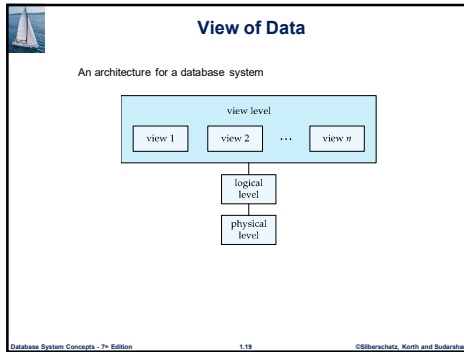 View of Data
An architecture for a database system
view level
view 1 view 2 ... view n
logical
level
physical
level
Database System Concepts - 7th Edition 1.19 ©Silberschatz, Korth and Sudarshan